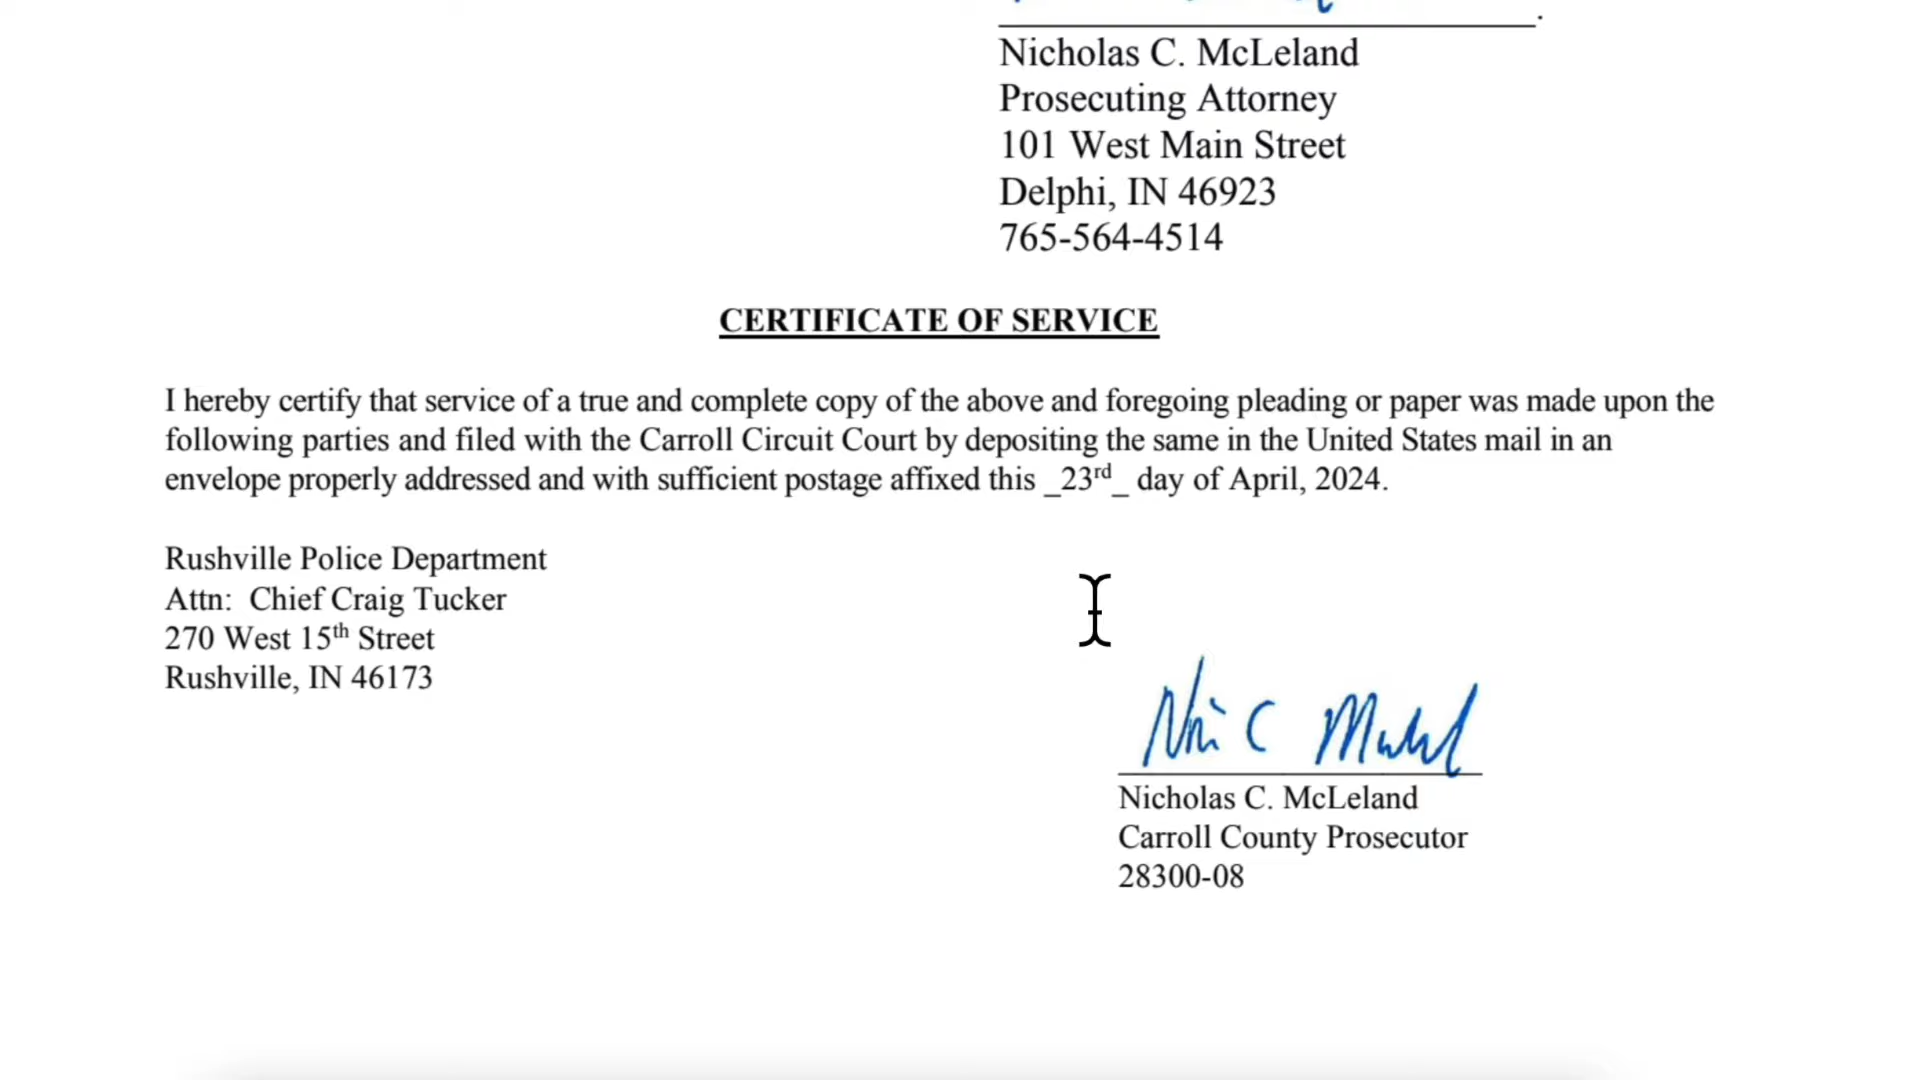 Nicholas C. McLeland
Prosecuting Attorney
101 West Main Street
Delphi, IN 46923
765-564-4514
CERTIFICATE OF SERVICE
I hereby certify that service of a true and complete copy of the above and foregoing pleading or paper was made upon the
following parties and filed with the Carroll Circuit Court by depositing the same in the United States mail in an
envelope properly addressed and with sufficient postage affixed this _23rd_ day of April, 2024.
Rushville Police Department
Attn: Chief Craig Tucker
270 West 15th Street
Rushville, IN 46173
Nicholas C. McLeland
Carroll County Prosecutor
28300-08